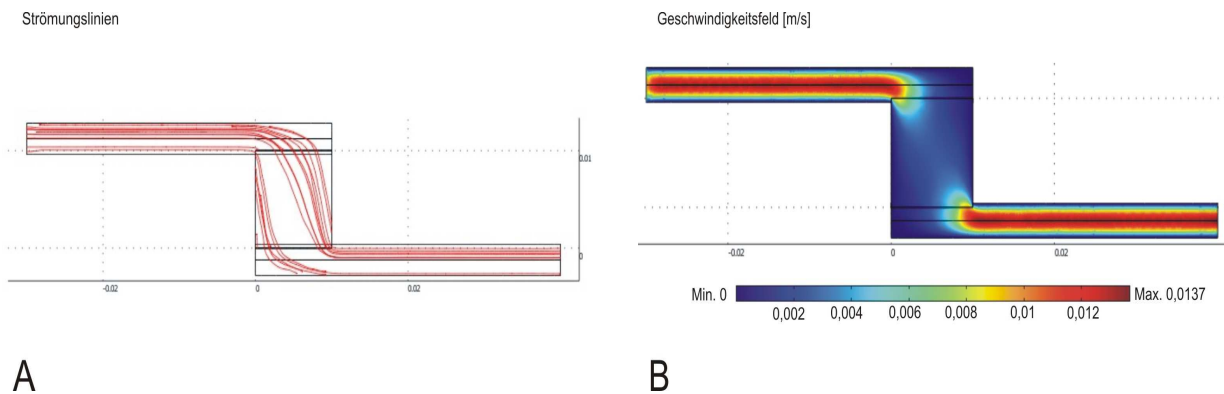 Strömungslinien
Geschwindigkeitsfeld [m/s]
0.01
0
-0.02
0
0.02
-0.02
0
0.02
Min. 0
Max. 0,0137
0,002
0,004
0,006
0,008
0,01
0,012
A
B